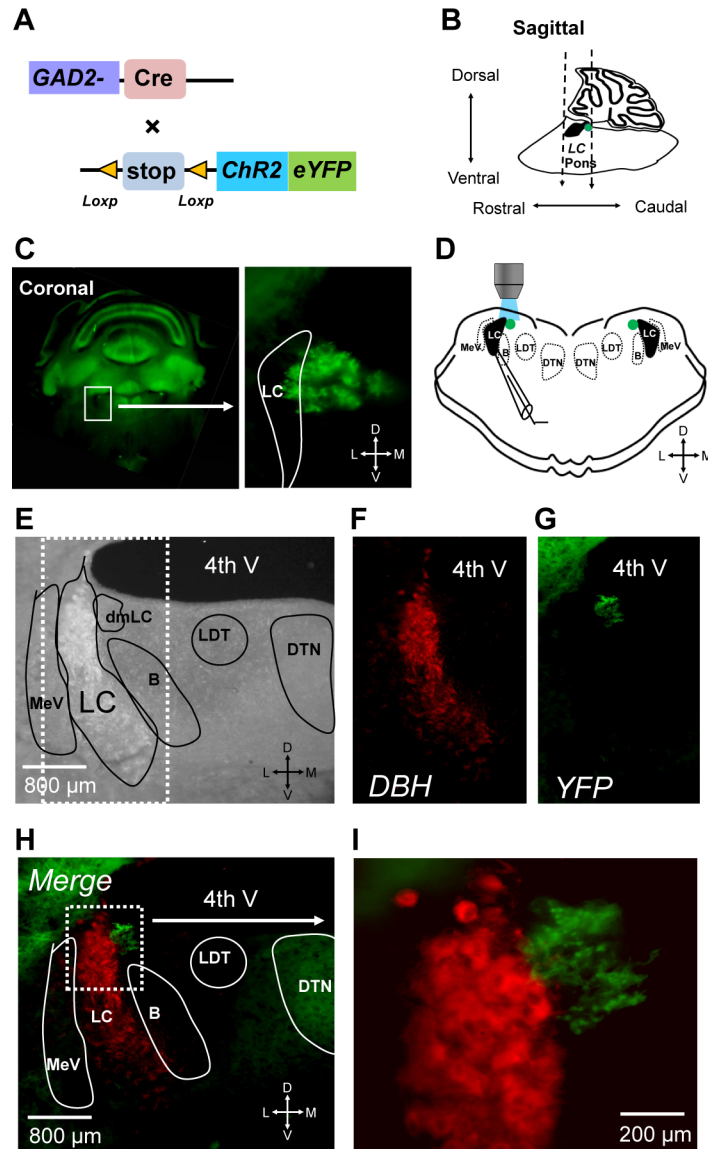 A
GAD2-
Cre
×
stop
ChR2
eYFP
Loxp
Loxp
B
Sagittal
Dorsal
LC
Pons
Ventral
Rostral
Caudal
C
Coronal
LC
D
L
M
V
D
LC
LC
MeV
B
LDT
DTN
DTN
LDT
B
MeV
D
L
M
V
E
4th V
dmLC
LDT
DTN
B
MeV
LC
800 µm
D
L
M
V
F
4th V
DBH
G
4th V
YFP
H
Merge
4th V
LDT
DTN
LC
B
MeV
800 µm
D
L
M
V
I
200 µm